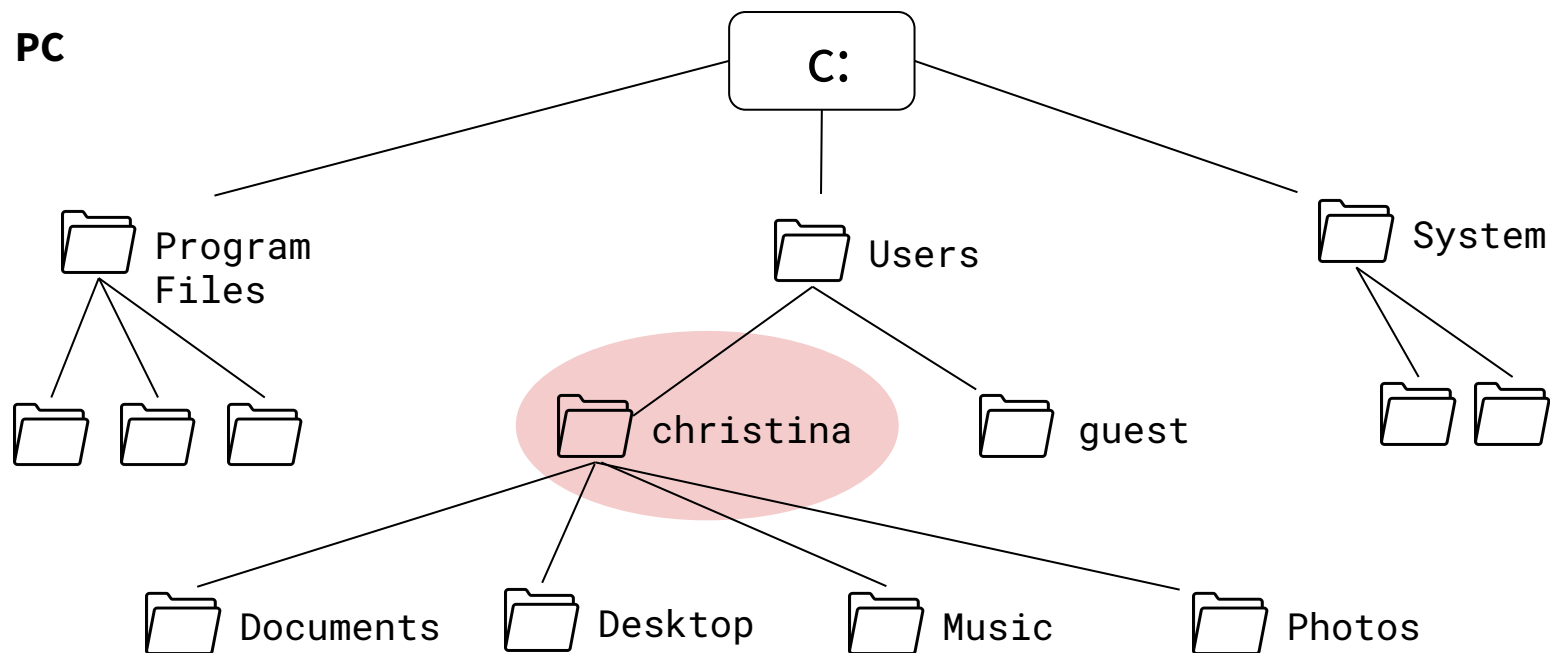 PC
C:
Program
Files
Users
System
christina
guest
Documents
Desktop
Music
Photos